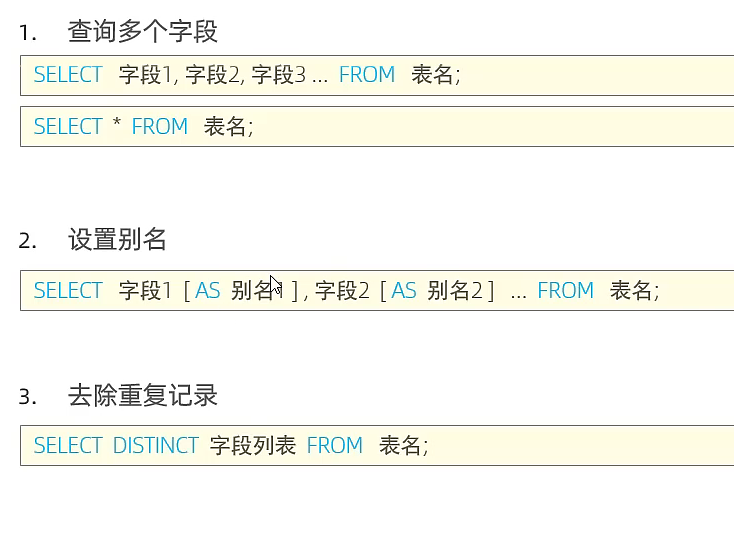 1. 查询多个字段
SELECT 字段1, 字段2, 字段3 ... FROM 表名;
SELECT * FROM 表名;
2. 设置别名
SELECT 字段1 [ AS 别名1 ] , 字段2 [ AS 别名2 ] ... FROM 表名;
3. 去除重复记录
SELECT DISTINCT 字段列表 FROM 表名;